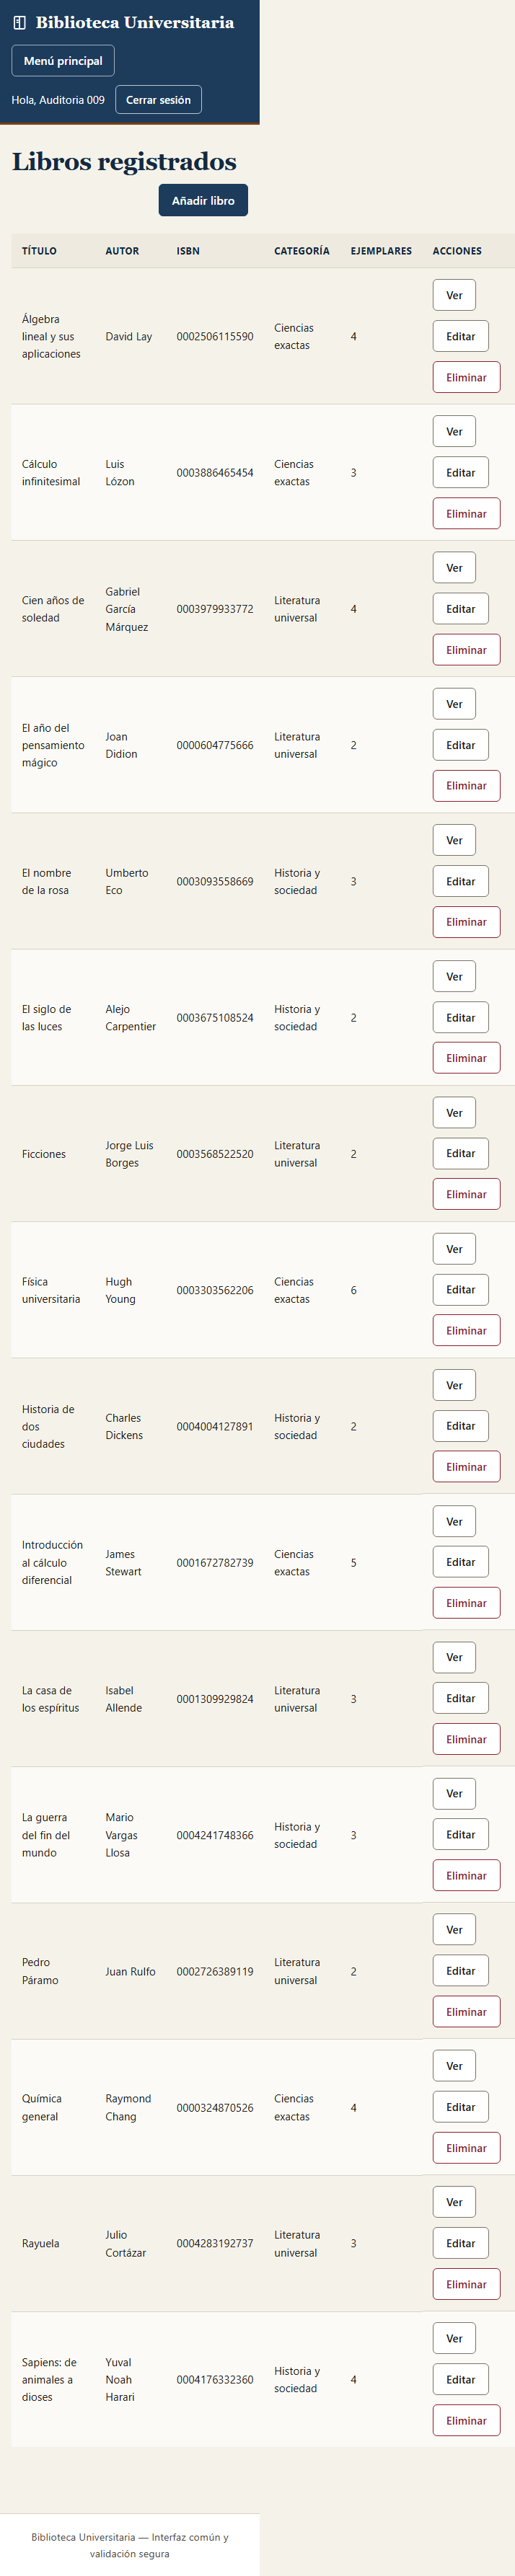 Biblioteca Universitaria
Menú principal
Hola, Auditoria 009 Cerrar sesión
Libros registrados
Añadir libro
TÍTULO AUTOR ISBN CATEGORÍA EJEMPLARES ACCIONES
Álgebra lineal y sus aplicaciones David Lay 0002506115590 Ciencias exactas 4 Ver Editar Eliminar
Cálculo infinitesimal Luis Lózon 0003886465454 Ciencias exactas 3 Ver Editar Eliminar
Cien años de soledad Gabriel García Márquez 0003979933772 Literatura universal 4 Ver Editar Eliminar
El año del pensamiento mágico Joan Didion 0000604775666 Literatura universal 2 Ver Editar Eliminar
El nombre de la rosa Umberto Eco 0003093558669 Historia y sociedad 3 Ver Editar Eliminar
El siglo de las luces Alejo Carpentier 0003675108524 Historia y sociedad 2 Ver Editar Eliminar
Ficciones Jorge Luis Borges 0003568522520 Literatura universal 2 Ver Editar Eliminar
Física universitaria Hugh Young 0003303562206 Ciencias exactas 6 Ver Editar Eliminar
Historia de dos ciudades Charles Dickens 0004004127891 Historia y sociedad 2 Ver Editar Eliminar
Introducción al cálculo diferencial James Stewart 0001672782739 Ciencias exactas 5 Ver Editar Eliminar
La casa de los espíritus Isabel Allende 0001309929824 Literatura universal 3 Ver Editar Eliminar
La guerra del fin del mundo Mario Vargas Llosa 0004241748366 Historia y sociedad 3 Ver Editar Eliminar
Pedro Páramo Juan Rulfo 0002726389119 Literatura universal 2 Ver Editar Eliminar
Química general Raymond Chang 0000324870526 Ciencias exactas 4 Ver Editar Eliminar
Rayuela Julio Cortázar 0004283192737 Literatura universal 3 Ver Editar Eliminar
Sapiens: de animales a dioses Yuval Noah Harari 0004176332360 Historia y sociedad 4 Ver Editar Eliminar
Biblioteca Universitaria — Interfaz común y
validación segura